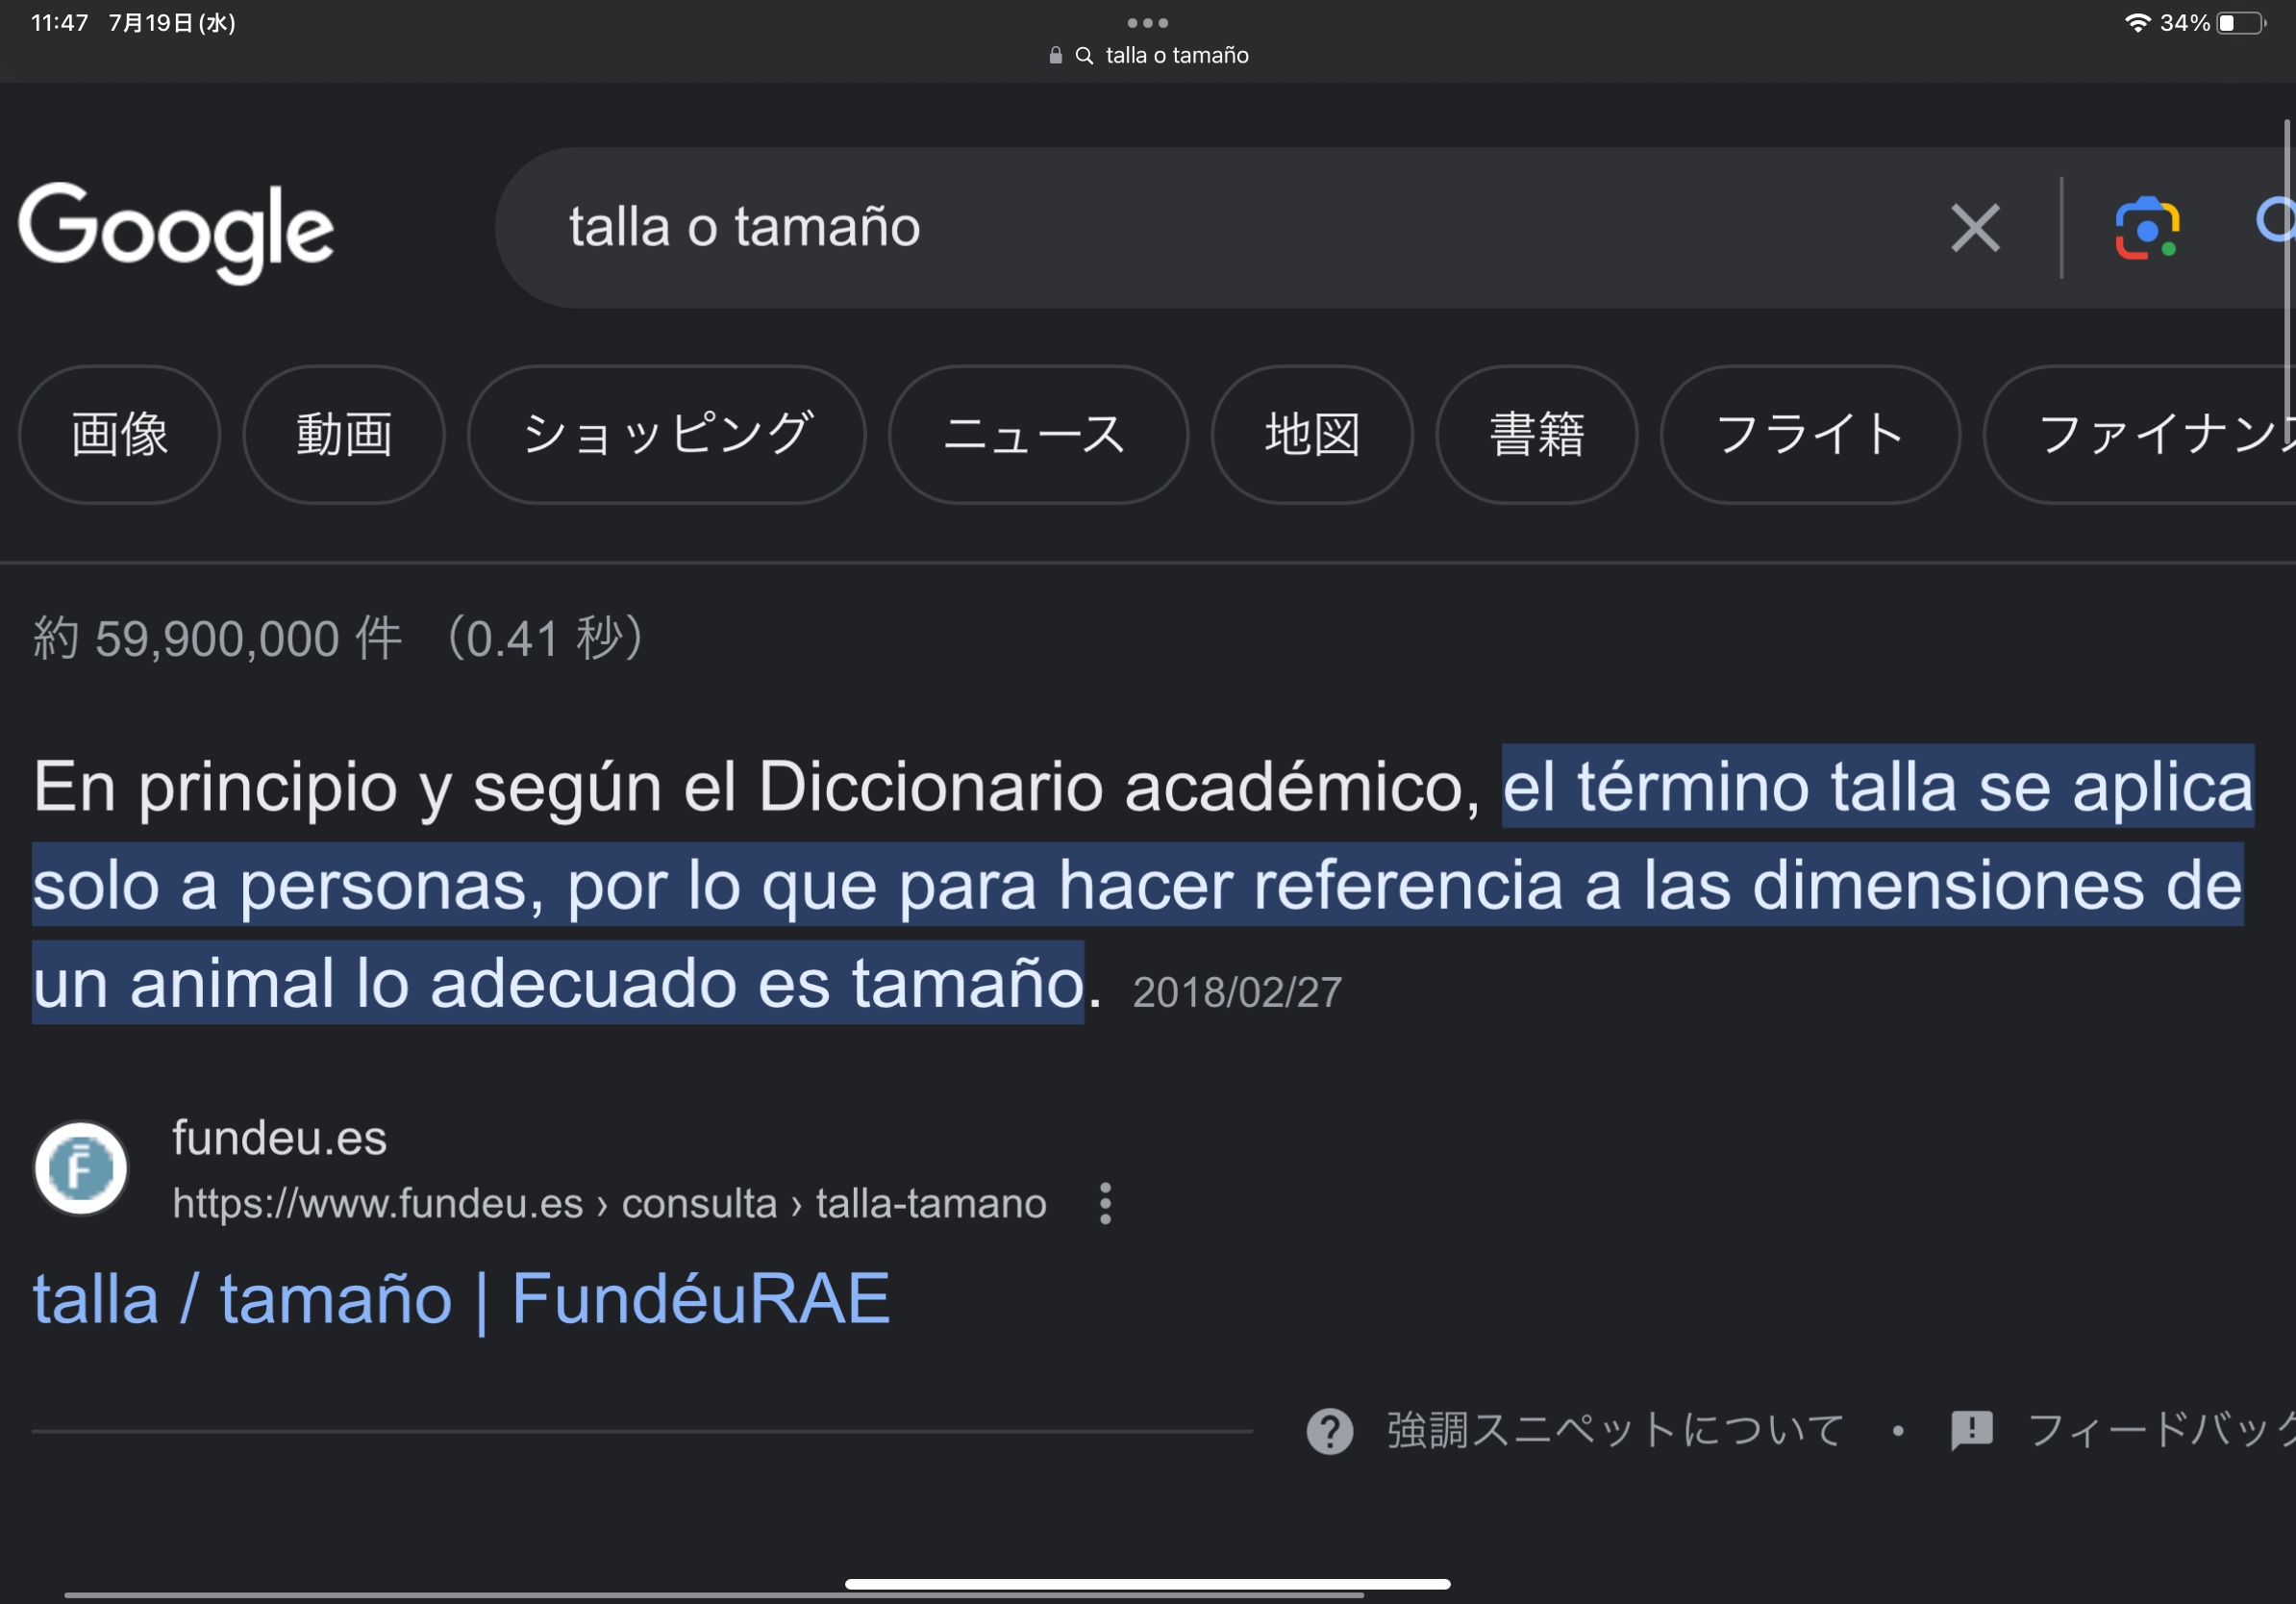 11:47 7月19日(水)
34%
talla o tamaño
Google
talla o tamaño
画像 動画 ショッピング ニュース 地図 書籍 フライト ファイナン
約 59,900,000 件 (0.41 秒)
En principio y según el Diccionario académico, el término talla se aplica
solo a personas, por lo que para hacer referencia a las dimensiones de
un animal lo adecuado es tamaño. 2018/02/27
fundeu.es
https://www.fundeu.es › consulta › talla-tamano
talla / tamaño | FundéuRAE
強調スニペットについて • フィードバック